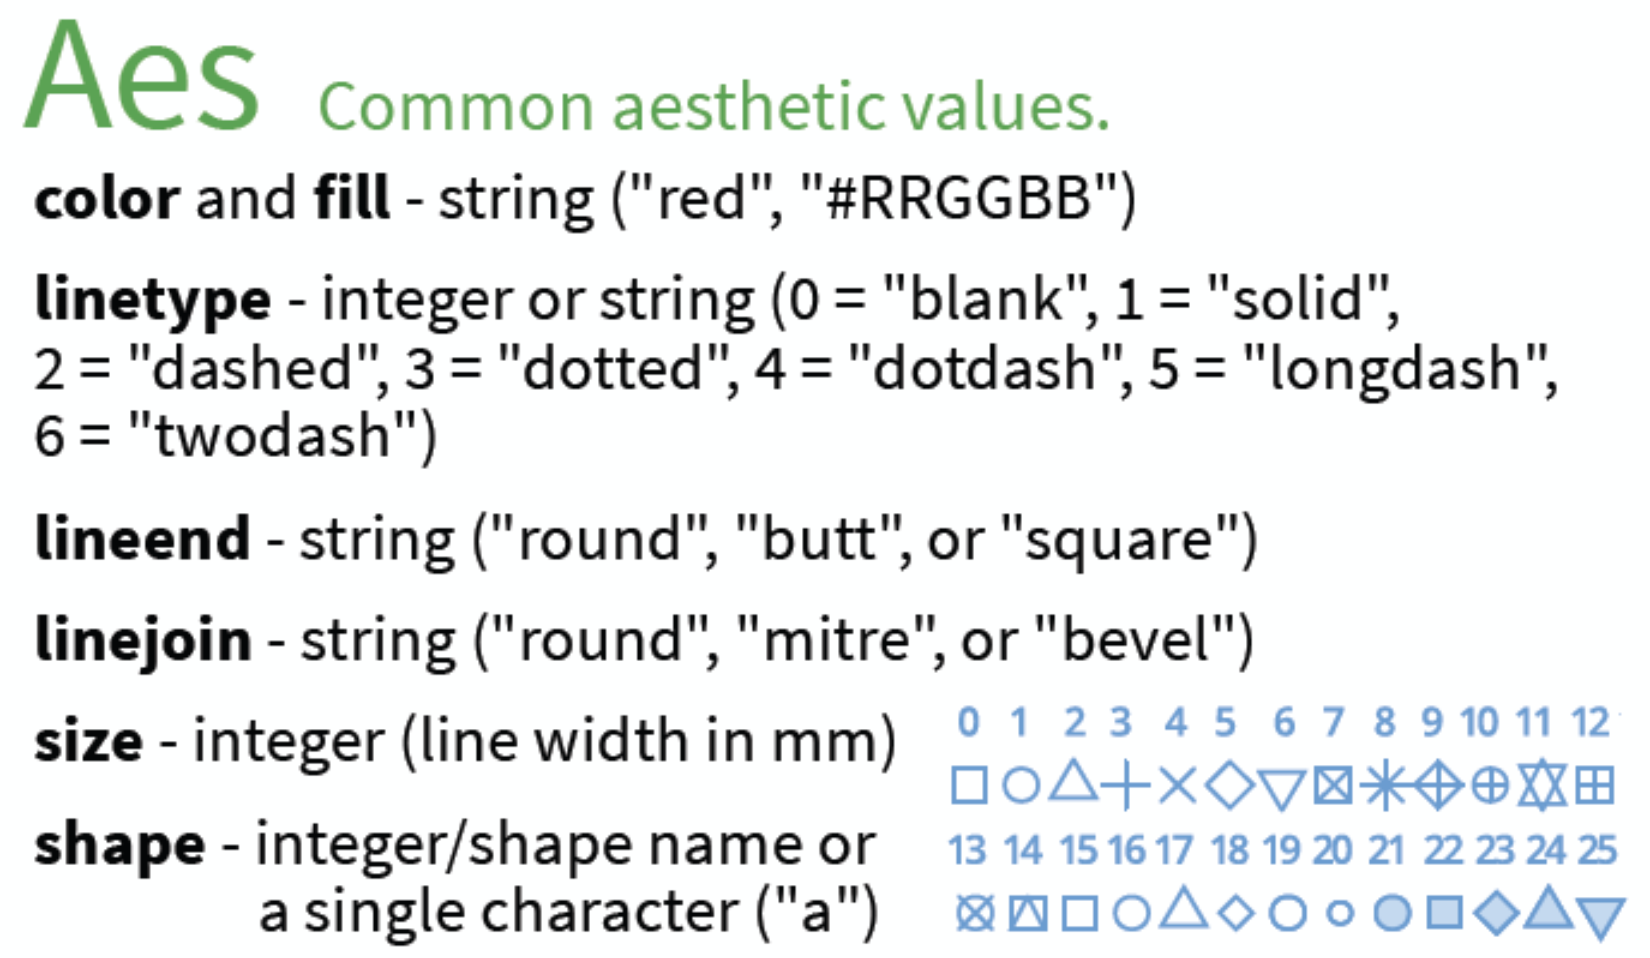 Aes Common aesthetic values.
color and fill - string ("red", "#RRGGBB")
linetype - integer or string (0 = "blank", 1 = "solid",
2 = "dashed", 3 = "dotted", 4 = "dotdash", 5 = "longdash",
6 = "twodash")
lineend - string ("round", "butt", or "square")
linejoin - string ("round", "mitre", or "bevel")
size - integer (line width in mm)
shape - integer/shape name or
a single character ("a")
0 1 2 3 4 5 6 7 8 9 10 11 12
13 14 15 16 17 18 19 20 21 22 23 24 25